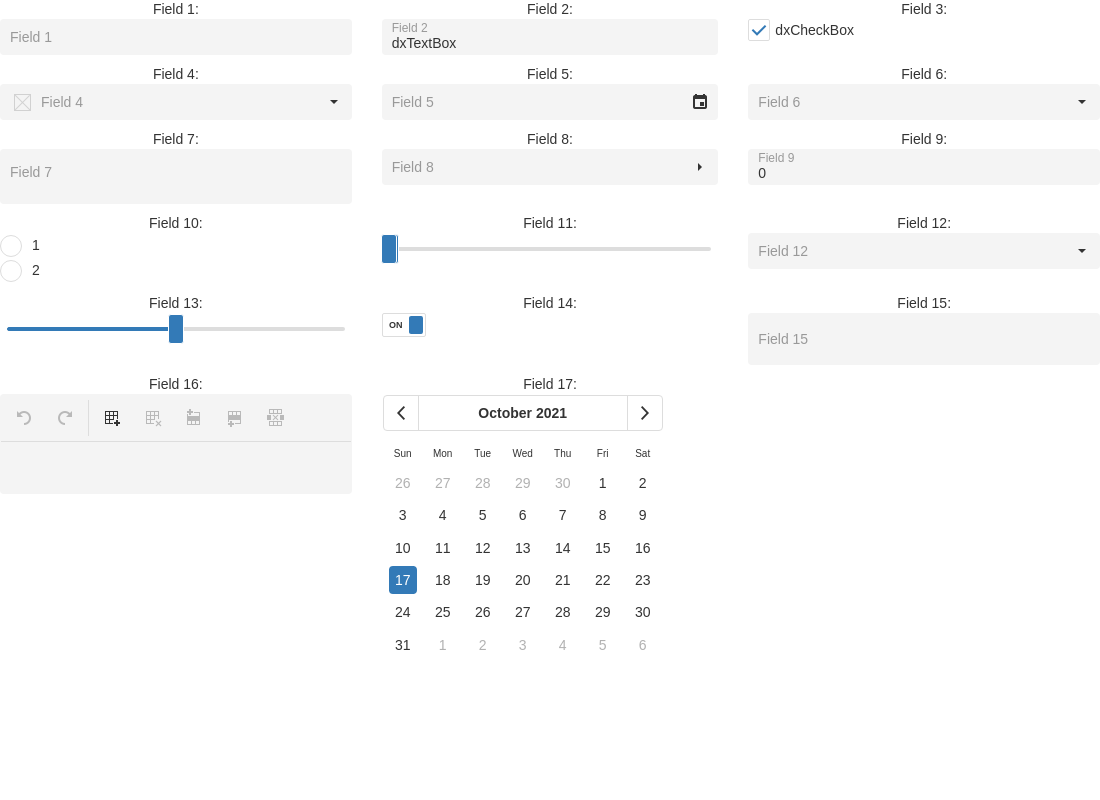 Field 1:
Field 1
Field 2:
Field 2
dxTextBox
Field 3:
dxCheckBox
Field 4:
Field 4
Field 5:
Field 5
Field 6:
Field 6
Field 7:
Field 7
Field 8:
Field 8
Field 9:
Field 9
0
Field 10:
1
2
Field 11:
Field 12:
Field 12
Field 13:
Field 14:
ON
Field 15:
Field 15
Field 16:
Field 17:
October 2021
Sun Mon Tue Wed Thu Fri Sat
26 27 28 29 30 1 2
3 4 5 6 7 8 9
10 11 12 13 14 15 16
17 18 19 20 21 22 23
24 25 26 27 28 29 30
31 1 2 3 4 5 6